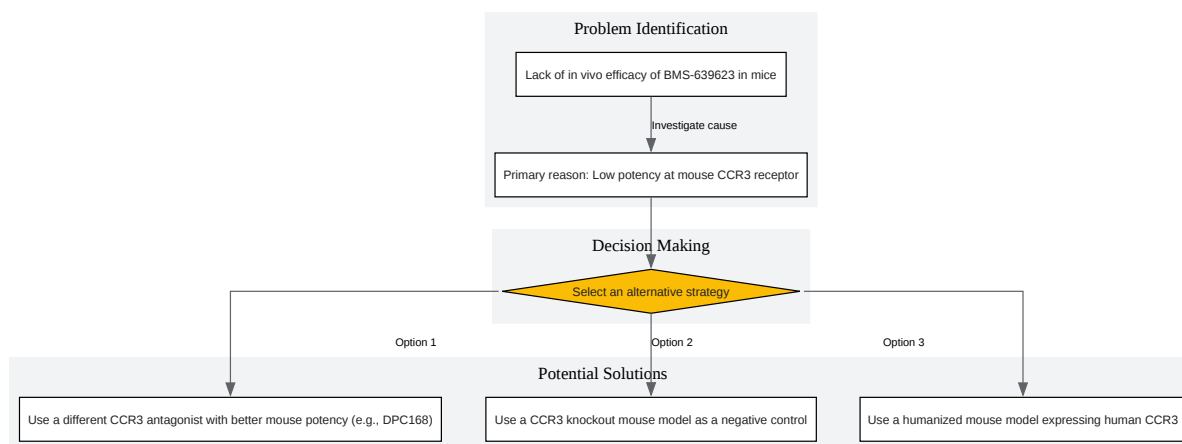 Problem Identification
Lack of in vivo efficacy of BMS-639623 in mice
Investigate cause
Primary reason: Low potency at mouse CCR3 receptor
Decision Making
Select an alternative strategy
Option 1
Option 2
Option 3
Potential Solutions
Use a different CCR3 antagonist with better mouse potency (e.g., DPC168)
Use a CCR3 knockout mouse model as a negative control
Use a humanized mouse model expressing human CCR3